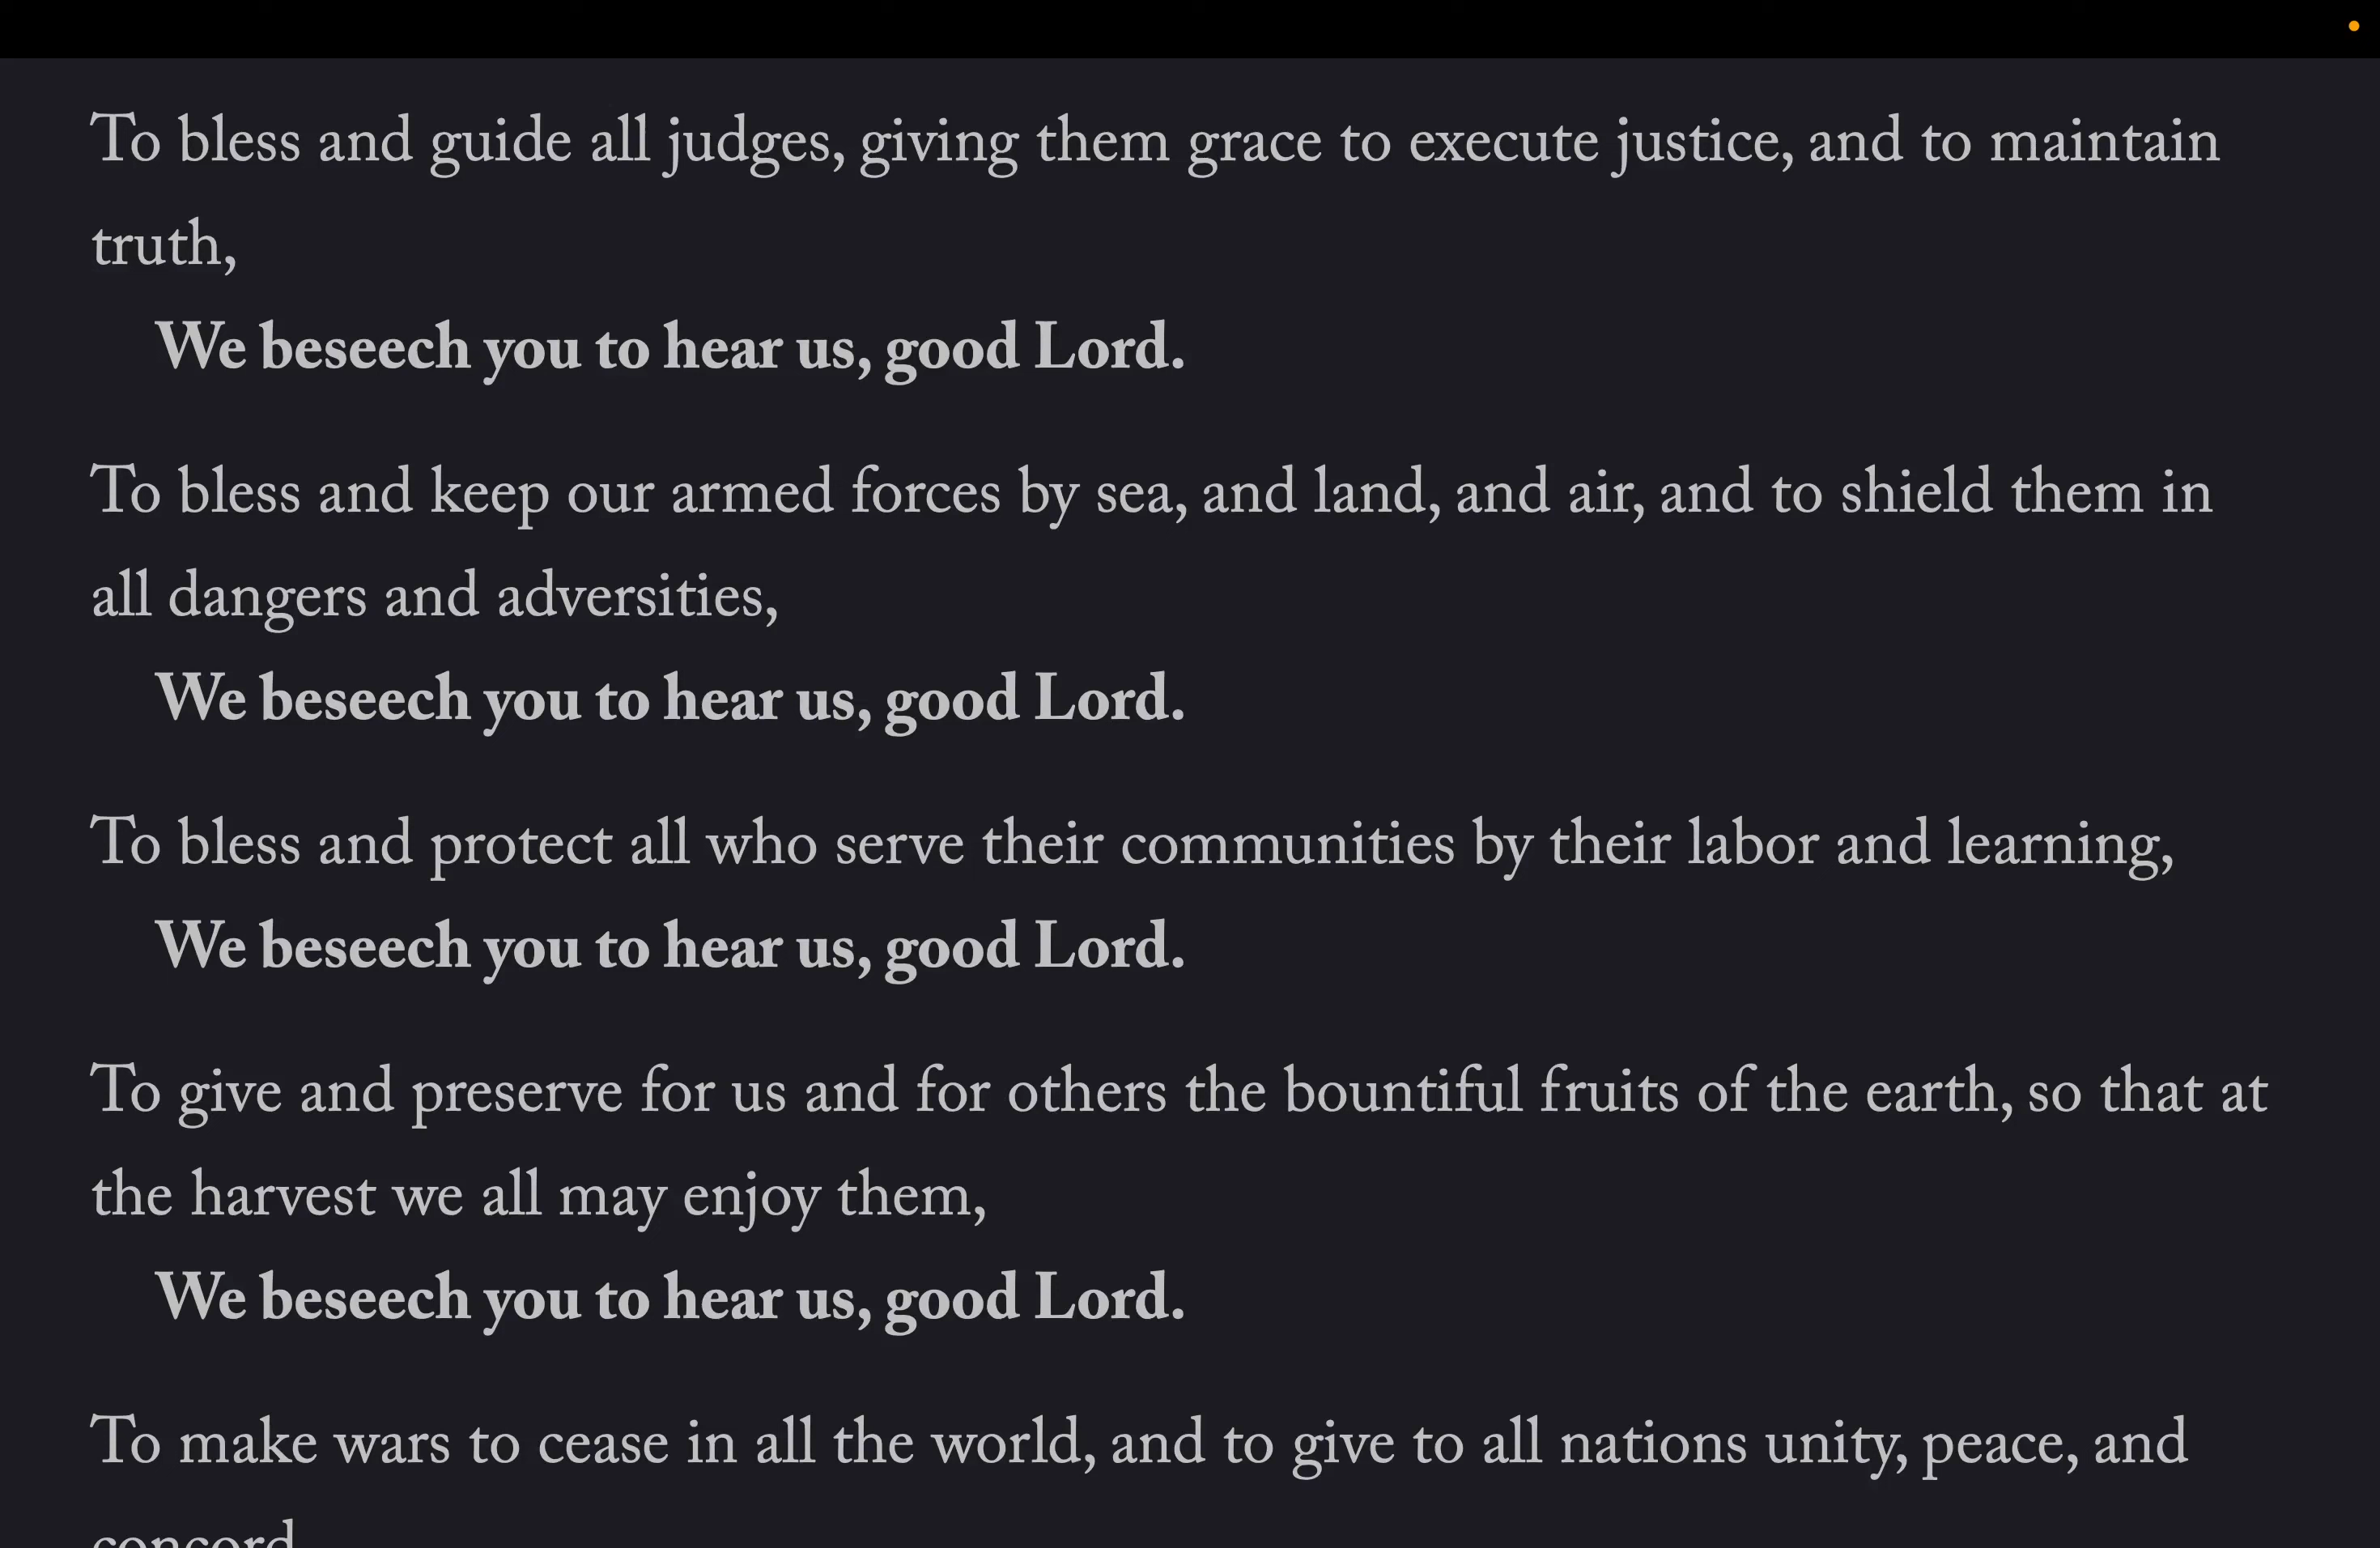 To bless and guide all judges, giving them grace to execute justice, and to maintain
truth,
We beseech you to hear us, good Lord.
To bless and keep our armed forces by sea, and land, and air, and to shield them in
all dangers and adversities,
We beseech you to hear us, good Lord.
To bless and protect all who serve their communities by their labor and learning,
We beseech you to hear us, good Lord.
To give and preserve for us and for others the bountiful fruits of the earth, so that at
the harvest we all may enjoy them,
We beseech you to hear us, good Lord.
To make wars to cease in all the world, and to give to all nations unity, peace, and
concord